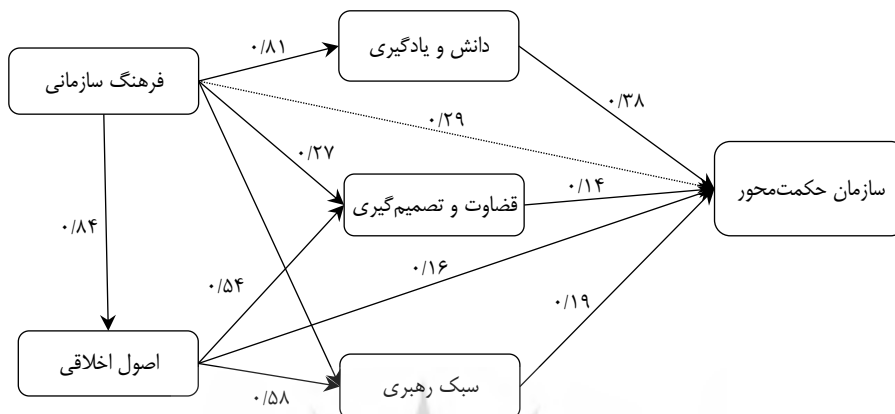 دانش و یادگیری
۰/۸۱
فرهنگ سازمانی
۰/۳۸
۰/۲۹
۰/۲۷
سازمان حکمت‌محور
قضاوت و تصمیم‌گیری
۰/۱۴
۰/۸۴
۰/۱۶
۰/۵۴
۰/۱۹
اصول اخلاقی
سبک رهبری
۰/۵۸